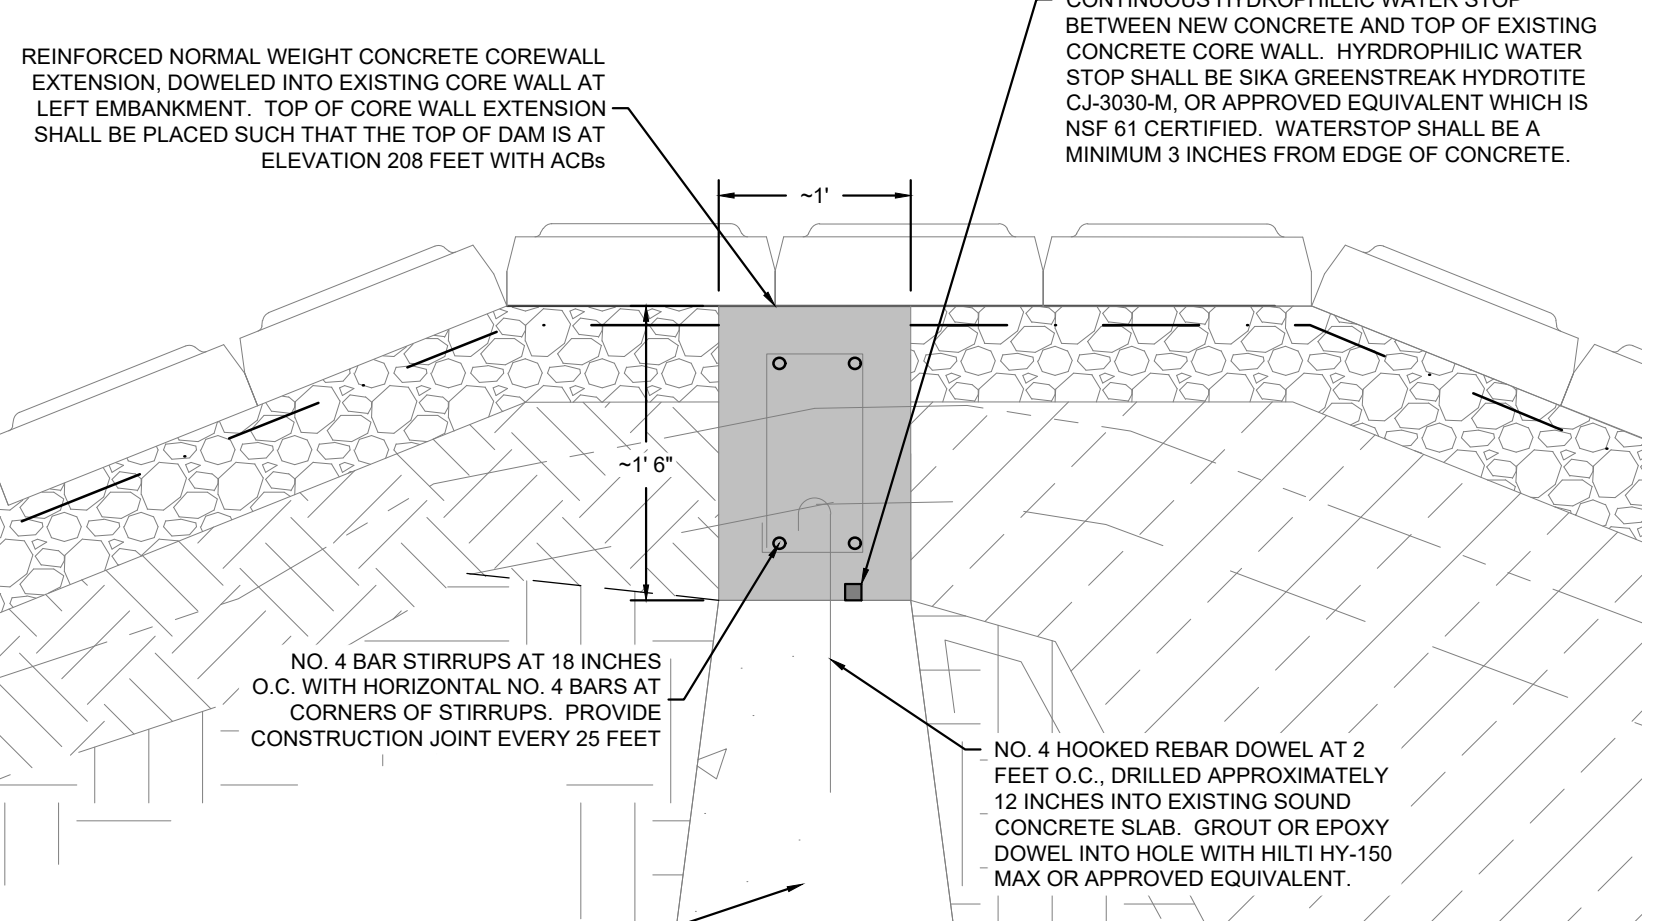 CONTINUOUS HYDROPHILLIC WATER STOP
BETWEEN NEW CONCRETE AND TOP OF EXISTING
CONCRETE CORE WALL. HYRDROPHILIC WATER
STOP SHALL BE SIKA GREENSTREAK HYDROTITE
CJ-3030-M, OR APPROVED EQUIVALENT WHICH IS
NSF 61 CERTIFIED. WATERSTOP SHALL BE A
MINIMUM 3 INCHES FROM EDGE OF CONCRETE.
REINFORCED NORMAL WEIGHT CONCRETE COREWALL
EXTENSION, DOWELED INTO EXISTING CORE WALL AT
LEFT EMBANKMENT. TOP OF CORE WALL EXTENSION
SHALL BE PLACED SUCH THAT THE TOP OF DAM IS AT
ELEVATION 208 FEET WITH ACBs
~1'
~1' 6"
NO. 4 BAR STIRRUPS AT 18 INCHES
O.C. WITH HORIZONTAL NO. 4 BARS AT
CORNERS OF STIRRUPS. PROVIDE
CONSTRUCTION JOINT EVERY 25 FEET
NO. 4 HOOKED REBAR DOWEL AT 2
FEET O.C., DRILLED APPROXIMATELY
12 INCHES INTO EXISTING SOUND
CONCRETE SLAB. GROUT OR EPOXY
DOWEL INTO HOLE WITH HILTI HY-150
MAX OR APPROVED EQUIVALENT.